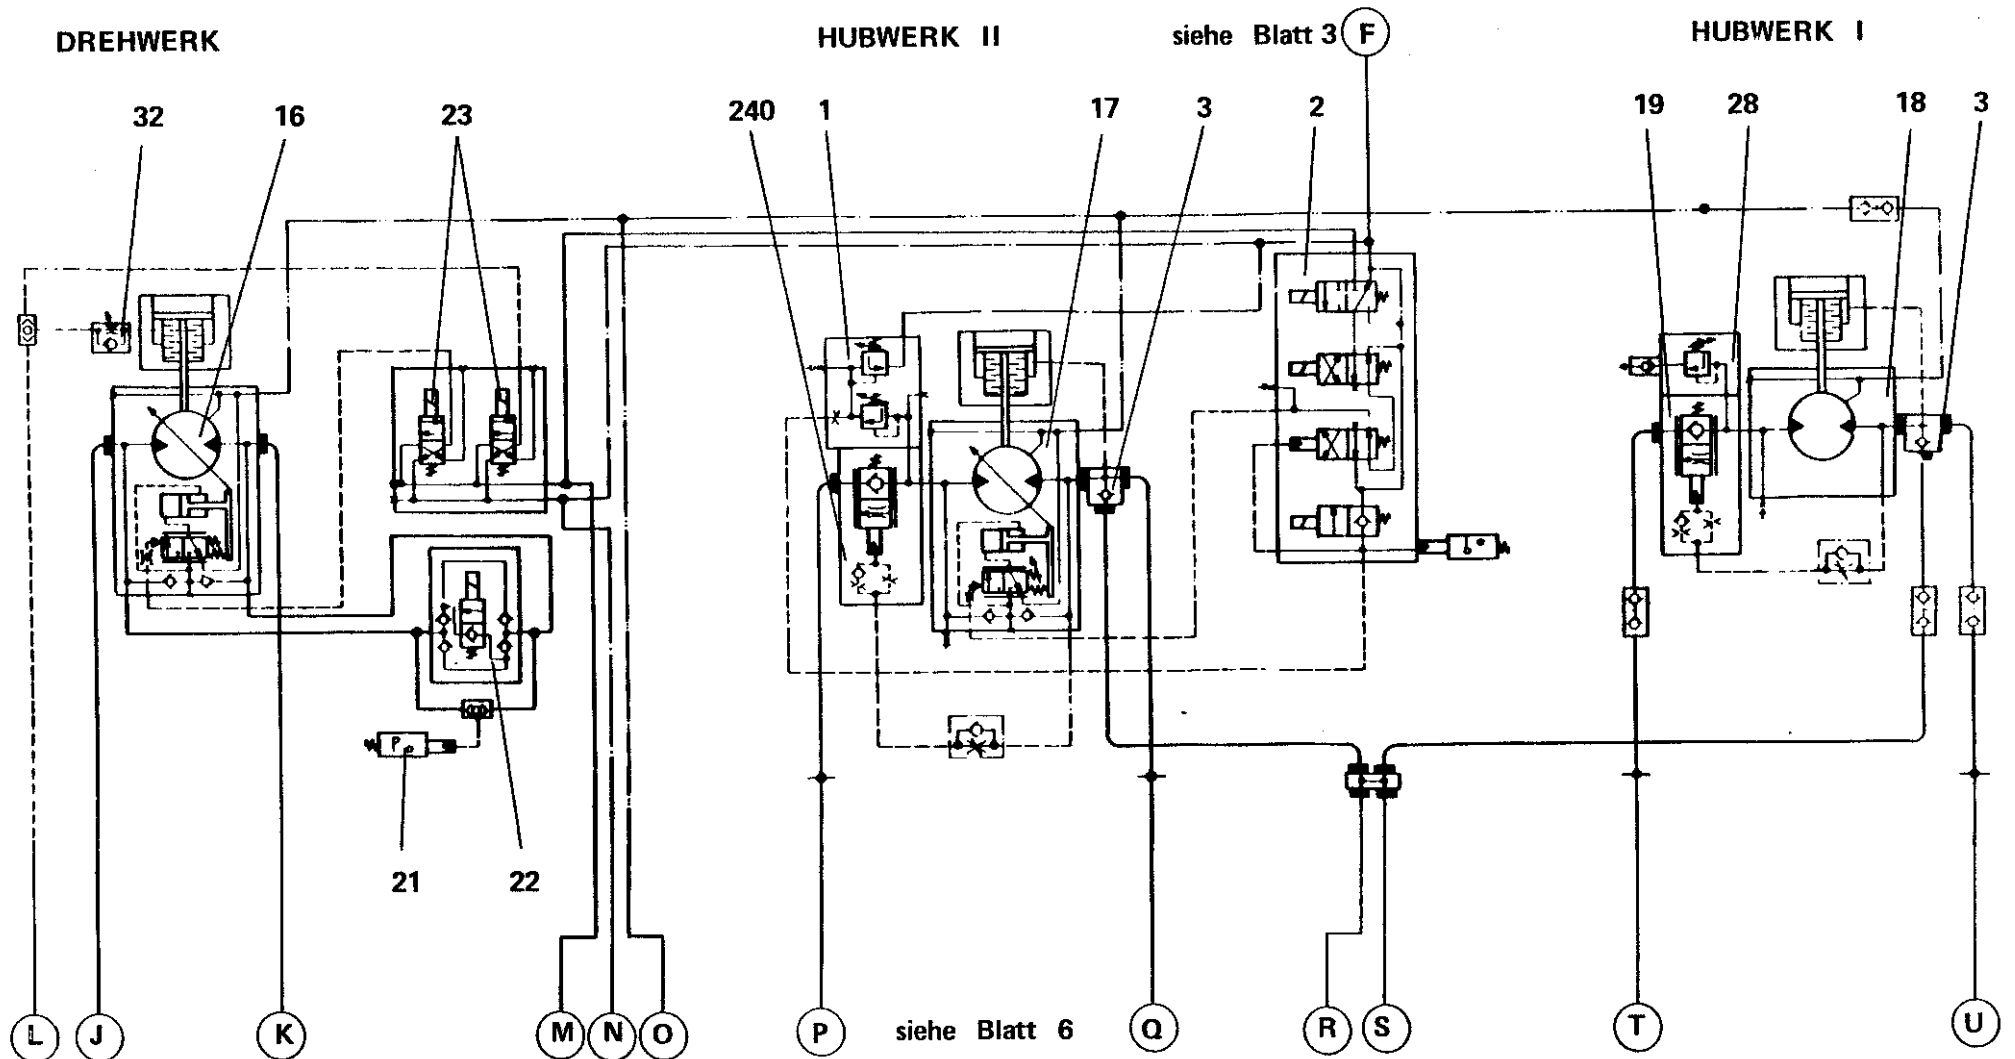 DREHWERK
HUBWERK II
siehe Blatt 3 F
HUBWERK I
32
16
23
240
1
17
3
2
19
28
18
3
P
21
22
L
J
K
M
N
O
P
siehe Blatt 6
Q
R
S
T
U